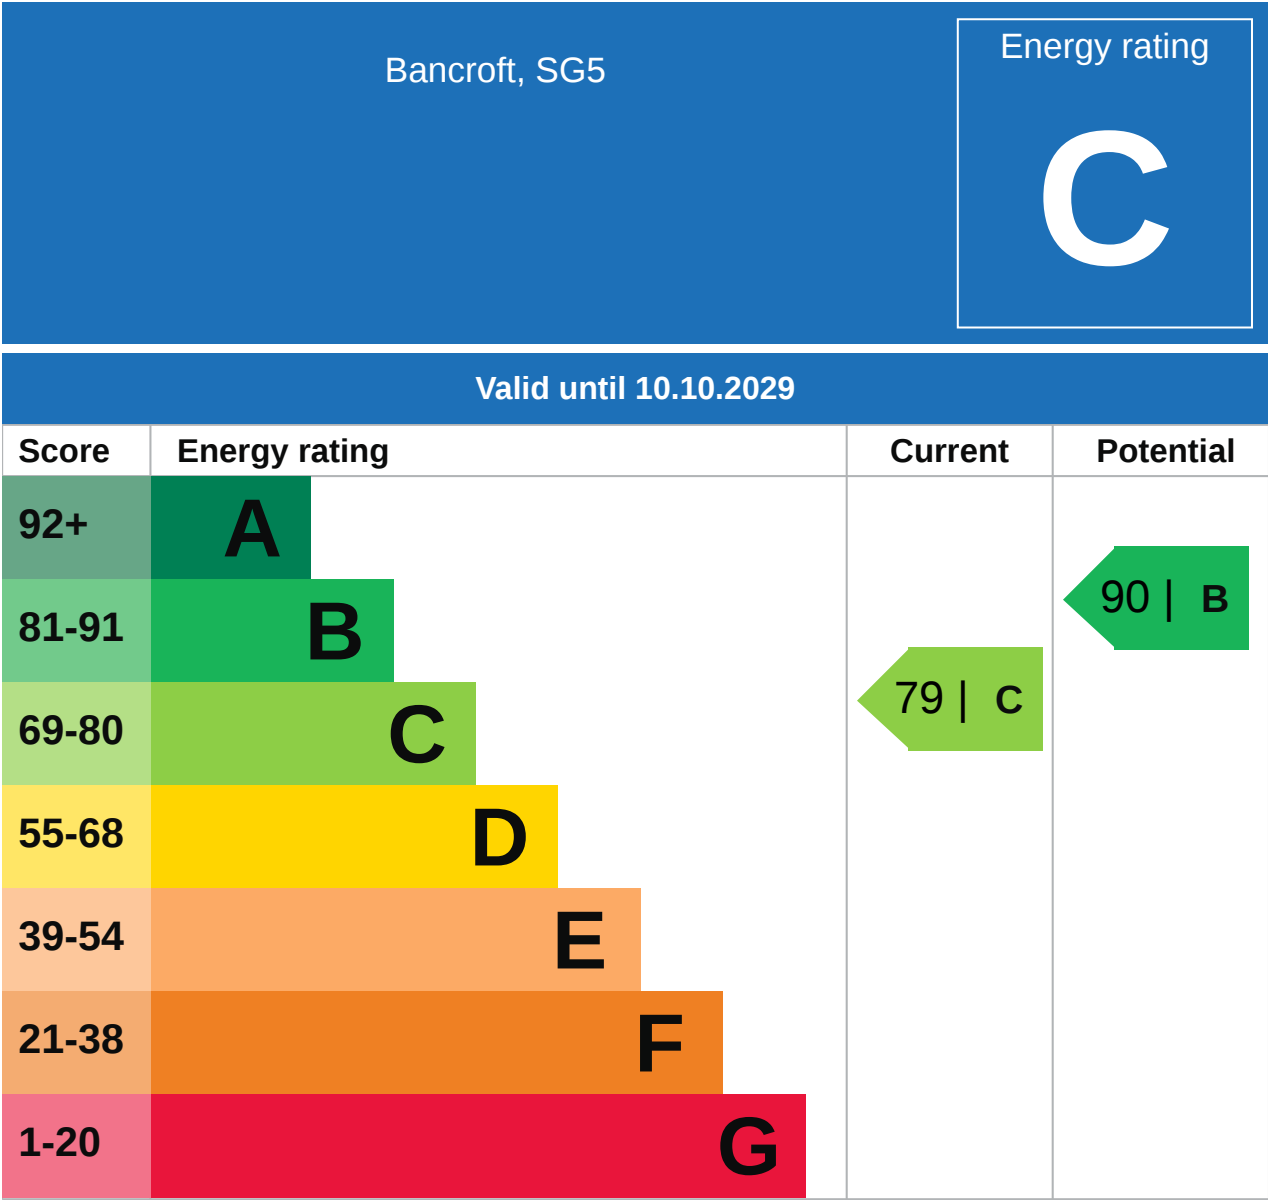 Bancroft, SG5
Energy rating
C
Valid until 10.10.2029
Score Energy rating Current Potential
92+ A
81-91 B
90 | B
69-80 C
79 | C
55-68 D
39-54 E
21-38 F
1-20 G